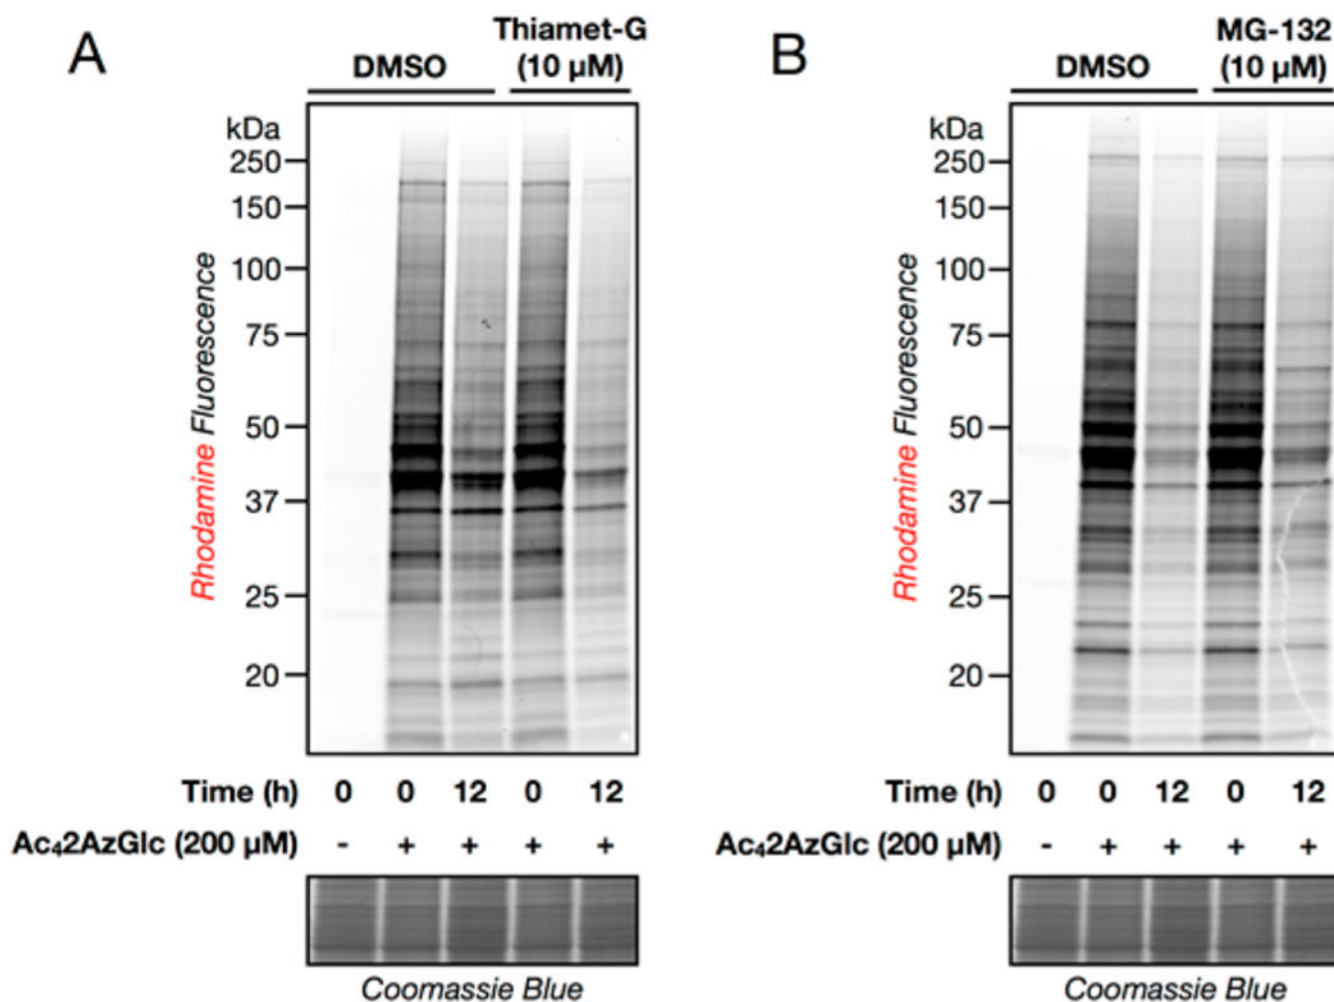 A
DMSO
Thiamet-G
(10 µM)
kDa
250
150
100
75
50
37
25
20
Rhodamine Fluorescence
Time (h) 0 0 12 0 12
Ac₄2AzGlc (200 µM) - + + + +
Coomassie Blue
B
DMSO
MG-132
(10 µM)
kDa
250
150
100
75
50
37
25
20
Rhodamine Fluorescence
Time (h) 0 0 12 0 12
Ac₄2AzGlc (200 µM) - + + + +
Coomassie Blue